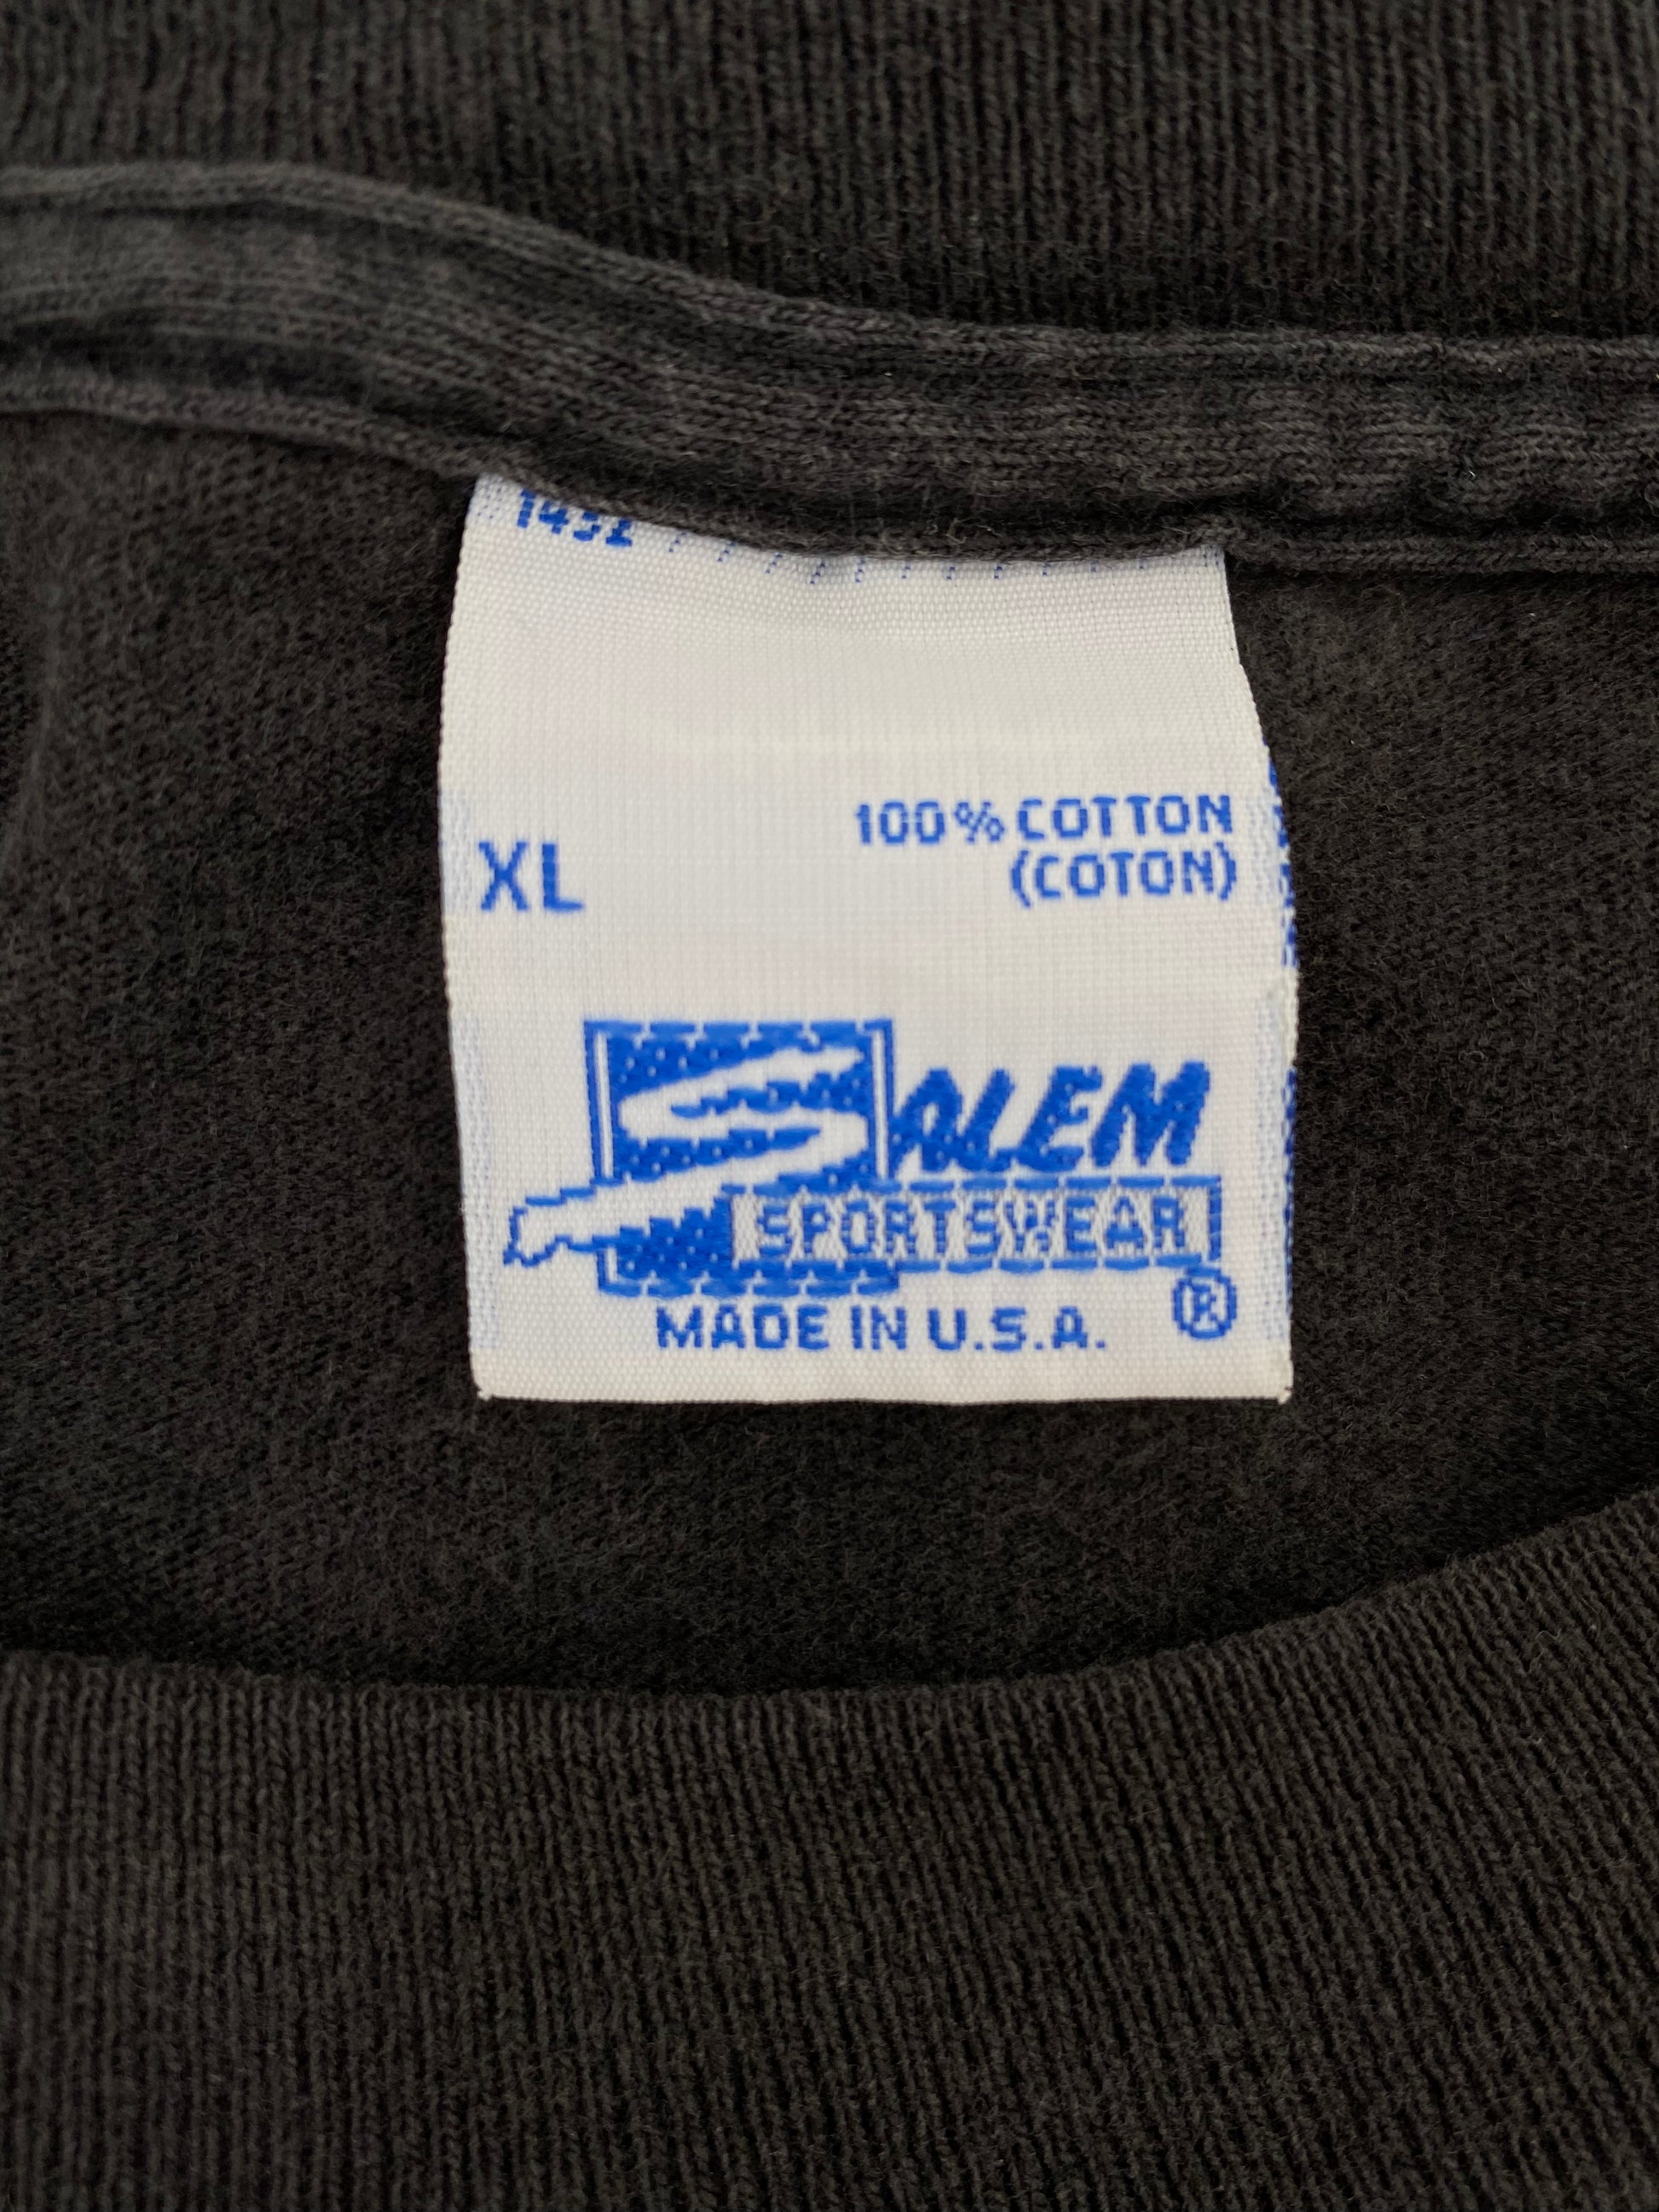 XL
100% COTTON
(COTON)
SALEM
SPORTSWEAR
®
MADE IN U.S.A.